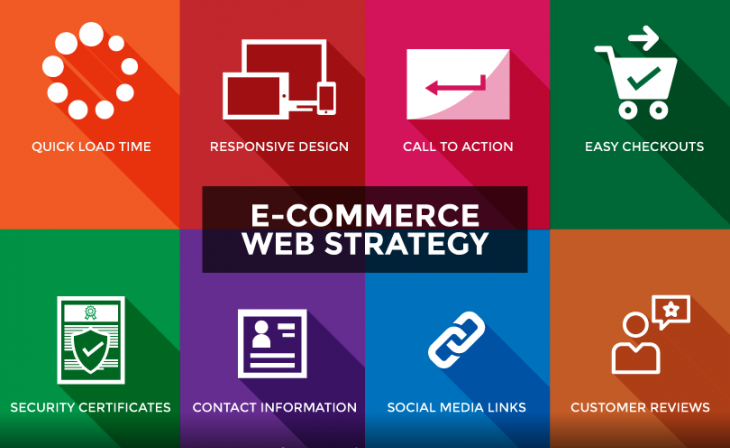 QUICK LOAD TIME
RESPONSIVE DESIGN
CALL TO ACTION
EASY CHECKOUTS
E-COMMERCE
WEB STRATEGY
SECURITY CERTIFICATES
CONTACT INFORMATION
SOCIAL MEDIA LINKS
CUSTOMER REVIEWS